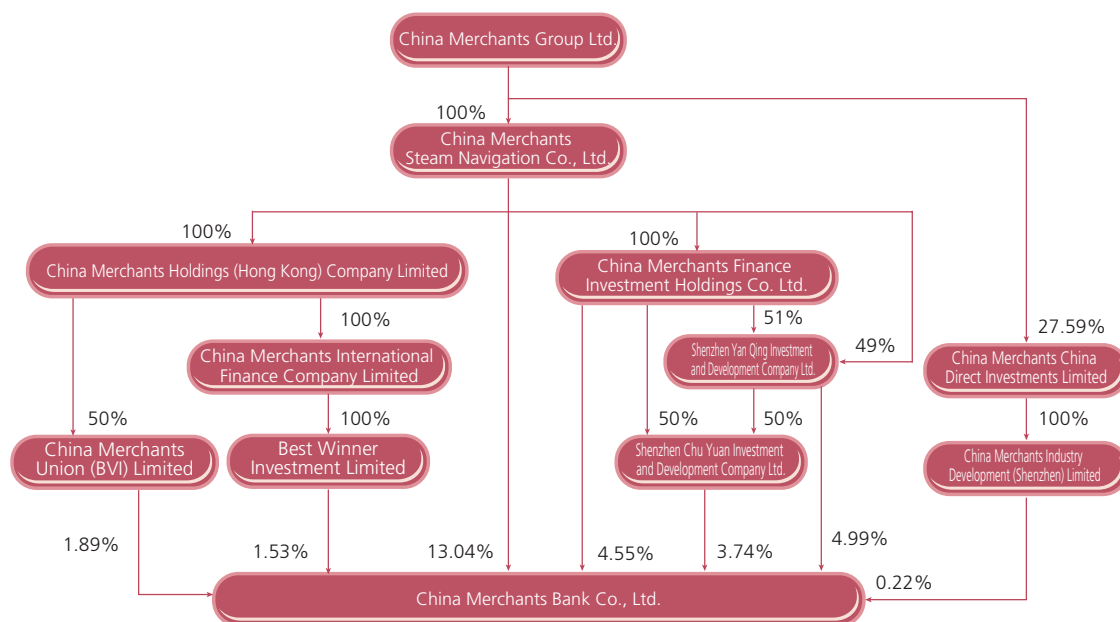 China Merchants Group Ltd.
100%
China Merchants
Steam Navigation Co., Ltd.
100%
China Merchants Holdings (Hong Kong) Company Limited
100%
China Merchants Finance
Investment Holdings Co. Ltd.
100%
China Merchants International
Finance Company Limited
51%
Shenzhen Yan Qing Investment
and Development Company Ltd.
49%
27.59%
China Merchants China
Direct Investments Limited
50%
China Merchants
Union (BVI) Limited
100%
Best Winner
Investment Limited
50%
50%
Shenzhen Chu Yuan Investment
and Development Company Ltd.
100%
China Merchants Industry
Development (Shenzhen) Limited
1.89%
1.53%
13.04%
4.55%
3.74%
4.99%
0.22%
China Merchants Bank Co., Ltd.